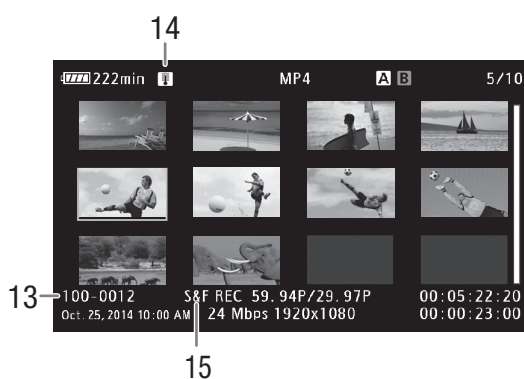 14
222min MP4 A B 5/10
13 100-0012 S&F REC 59.94P/29.97P 00:05:22:20
Oct. 25, 2014 10:00 AM 24 Mbps 1920x1080 00:00:23:00
15